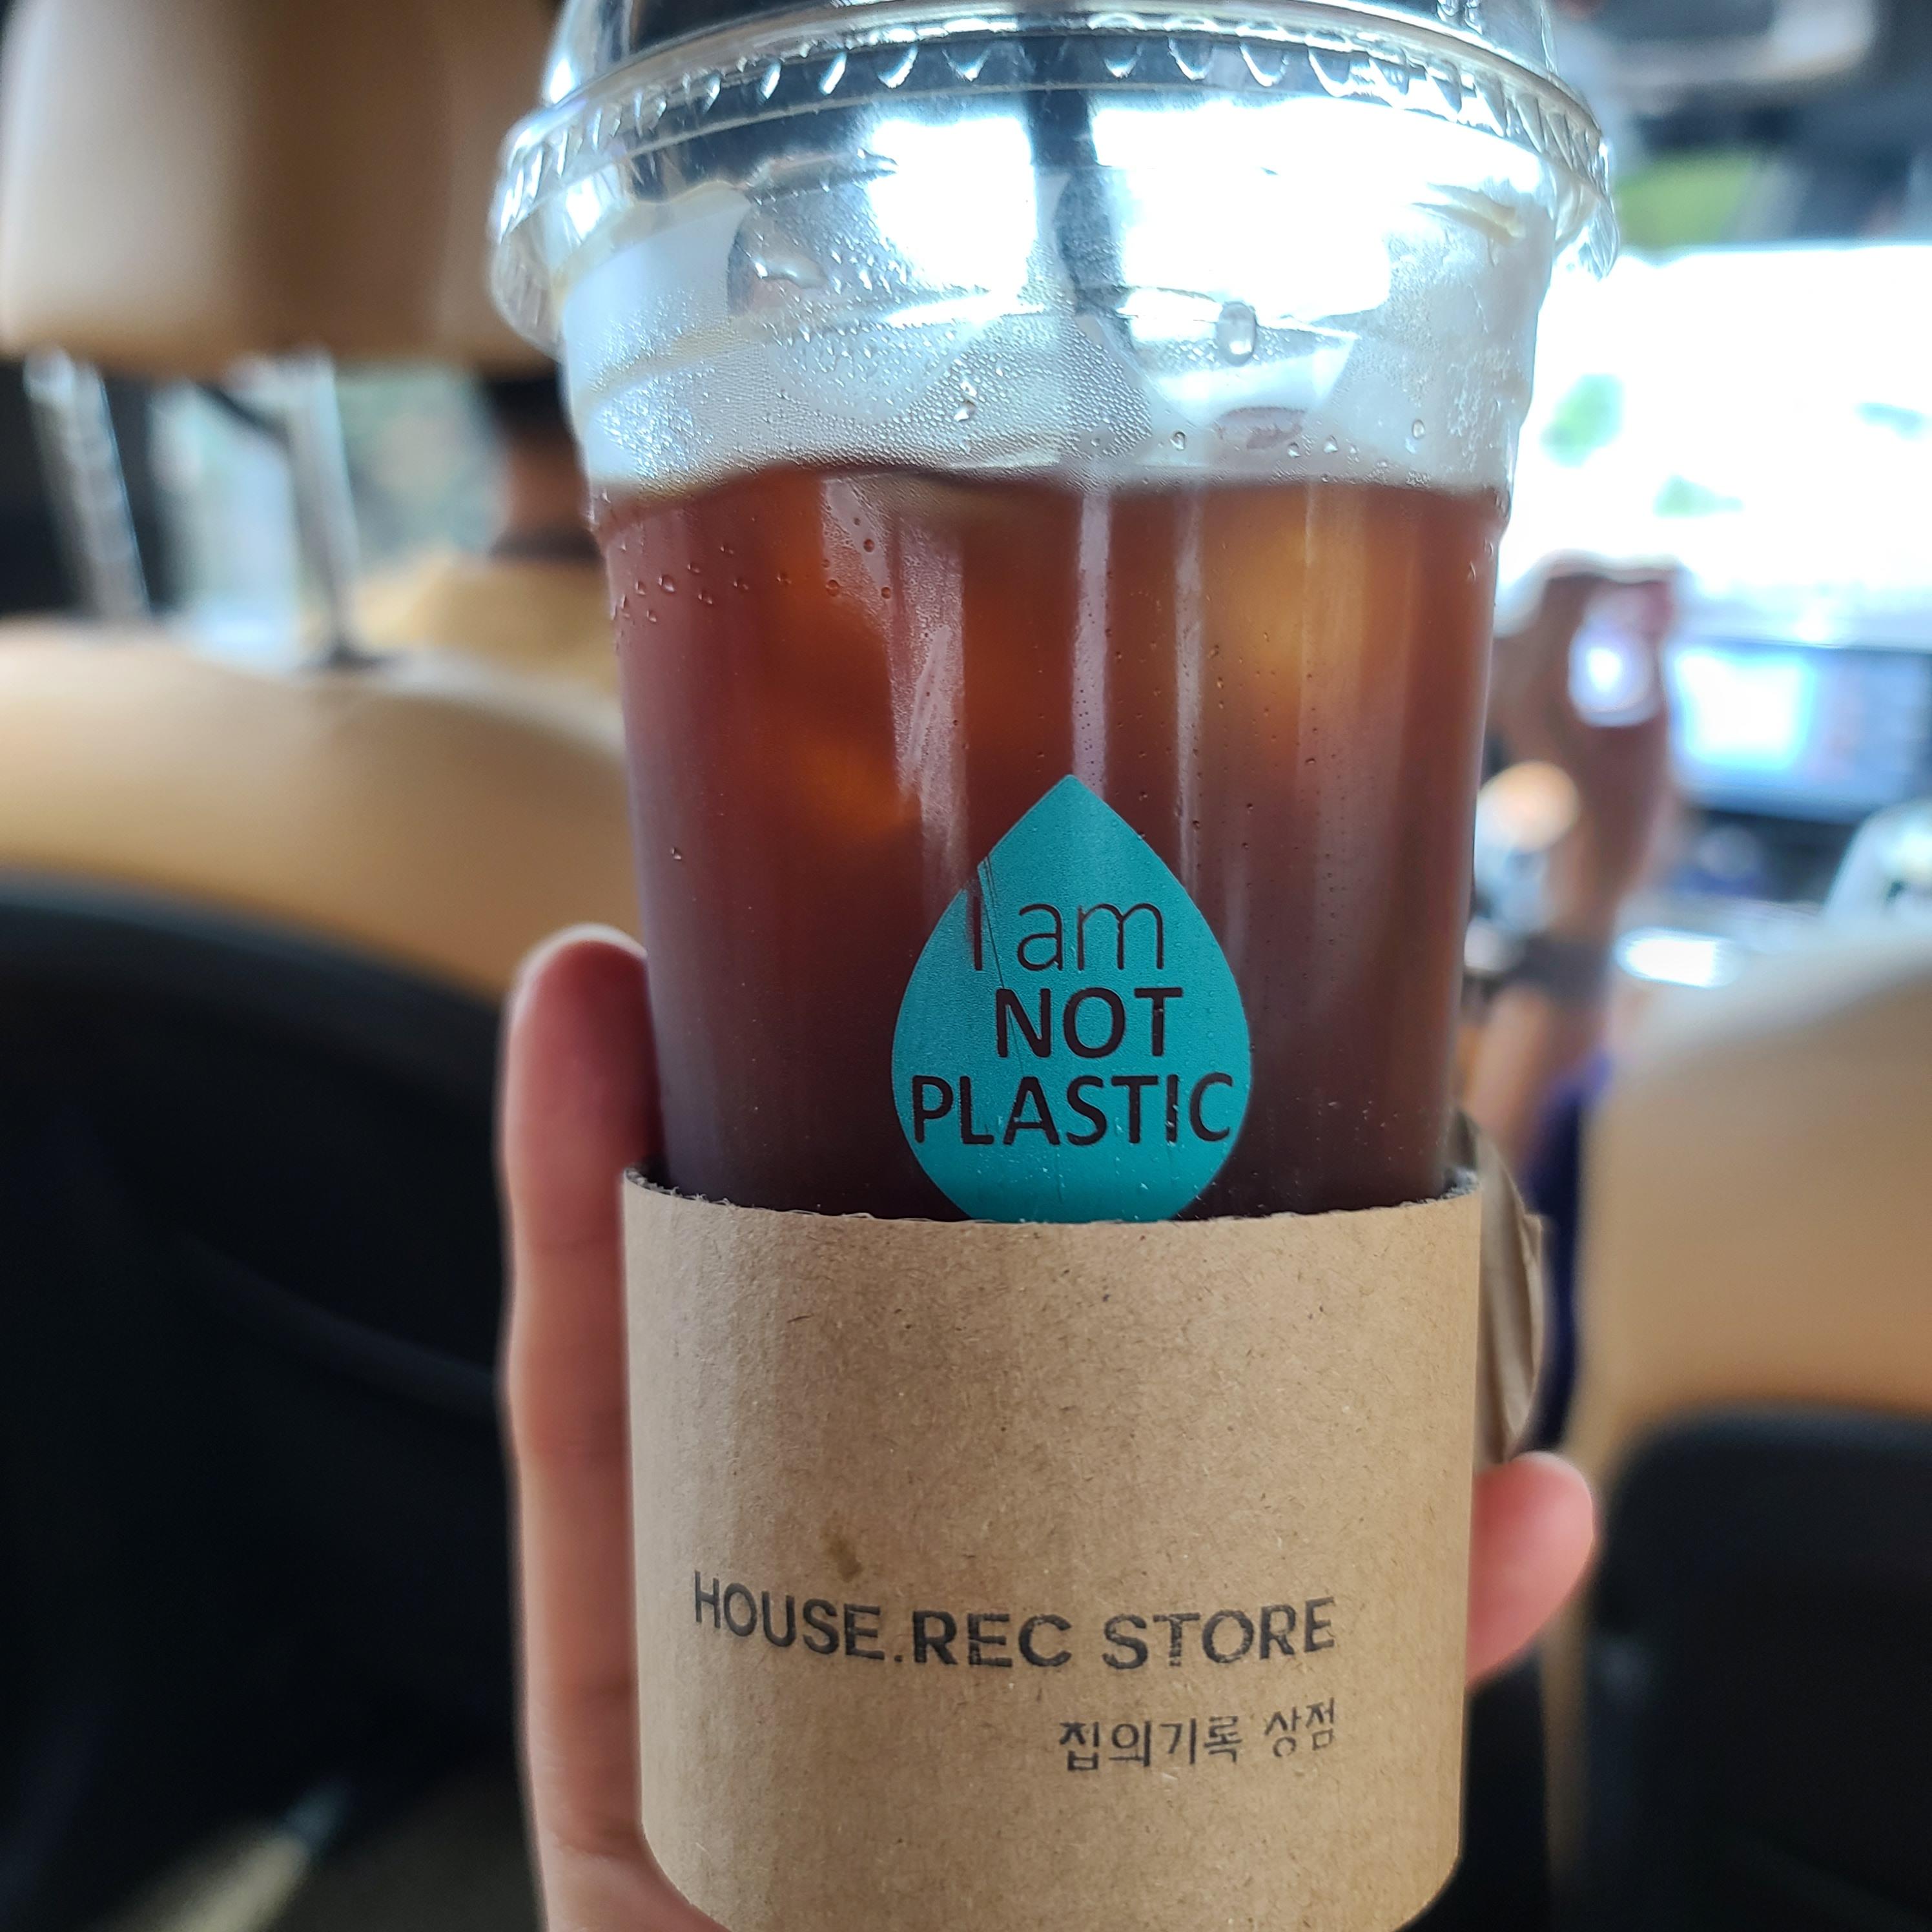 I am
NOT
PLASTIC
HOUSE.REC STORE
집의기록 상점